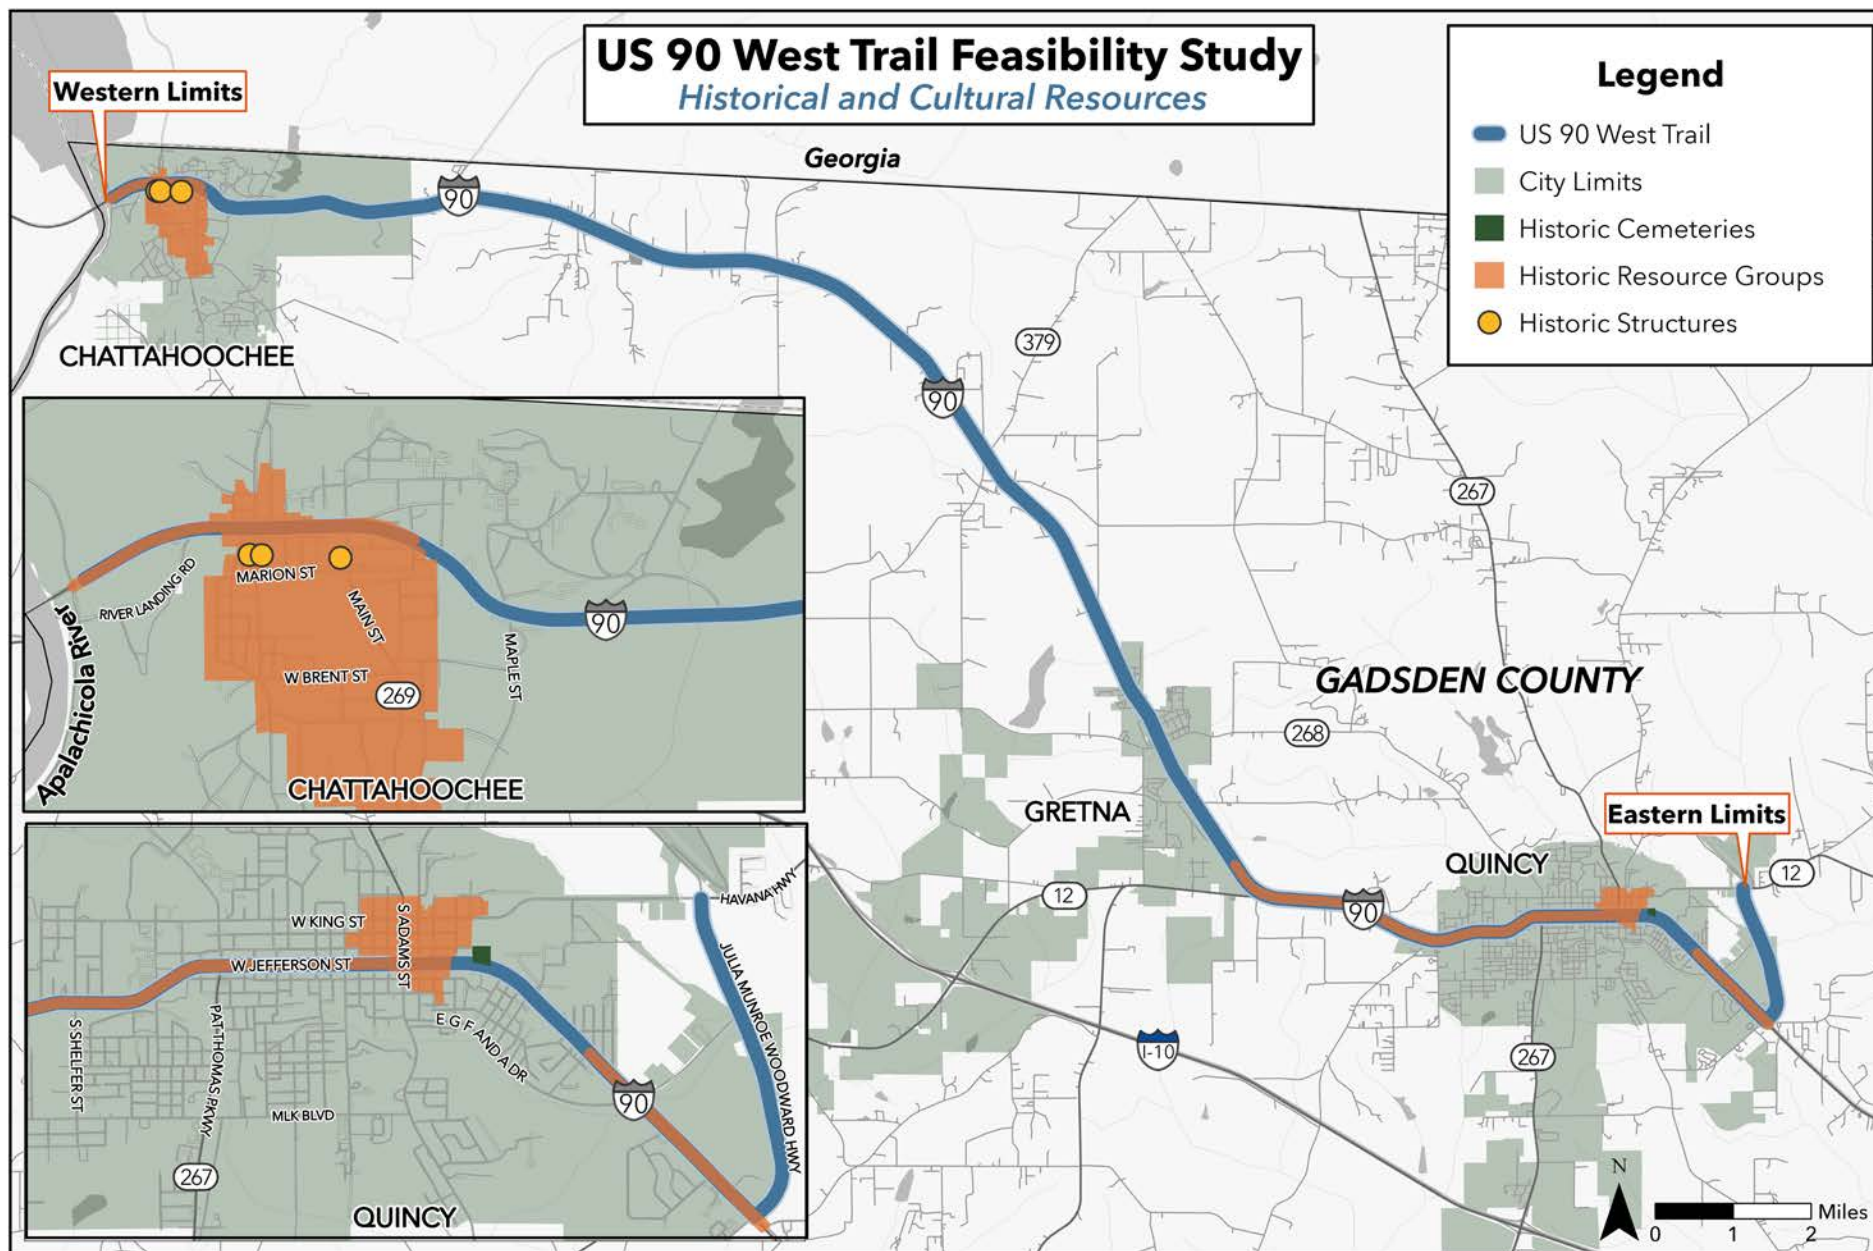 US 90 West Trail Feasibility Study
Historical and Cultural Resources
Legend
US 90 West Trail
City Limits
Historic Cemeteries
Historic Resource Groups
Historic Structures
Western Limits
Georgia
90
CHATTAHOOCHEE
379
90
267
GADSDEN COUNTY
268
GRETNA
Eastern Limits
QUINCY
12
12
90
I-10
267
N
Miles
0 1 2
MARION ST
RIVER LANDING RD
MAIN ST
90
Apalachicola River
MAPLE ST
W BRENT ST
269
CHATTAHOOCHEE
HAVANA HWY
W KING ST
S ADAMS ST
W JEFFERSON ST
JULIA MUNROE WOODWARD HWY
S SHELFER ST
PAT THOMAS PKWY
E G F AND A DR
90
MLK BLVD
267
QUINCY